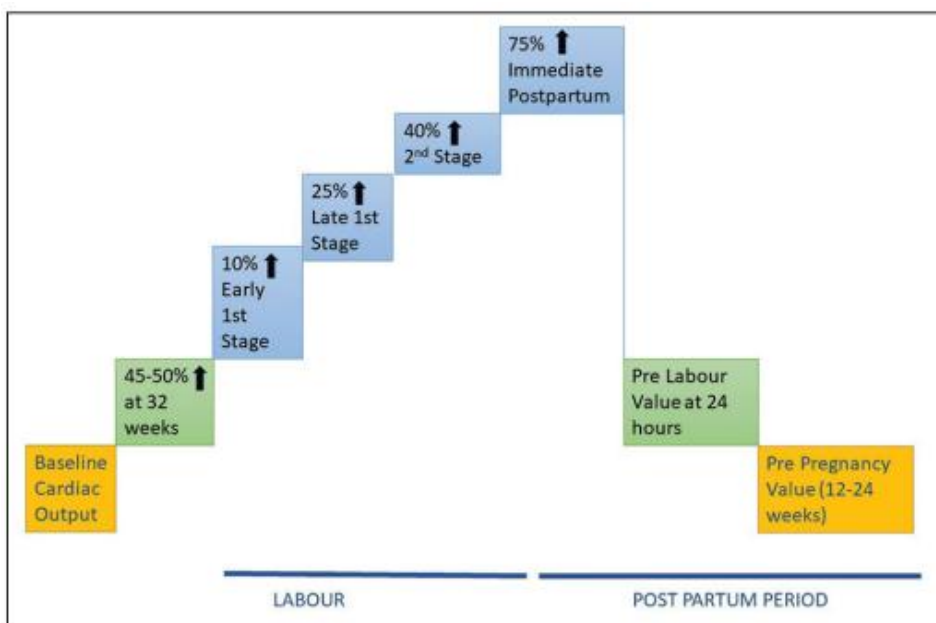 75% ⬆
Immediate
Postpartum
40% ⬆
2nd Stage
25% ⬆
Late 1st
Stage
10% ⬆
Early
1st
Stage
45-50% ⬆
at 32
weeks
Baseline
Cardiac
Output
Pre Labour
Value at 24
hours
Pre Pregnancy
Value (12-24
weeks)
LABOUR
POST PARTUM PERIOD